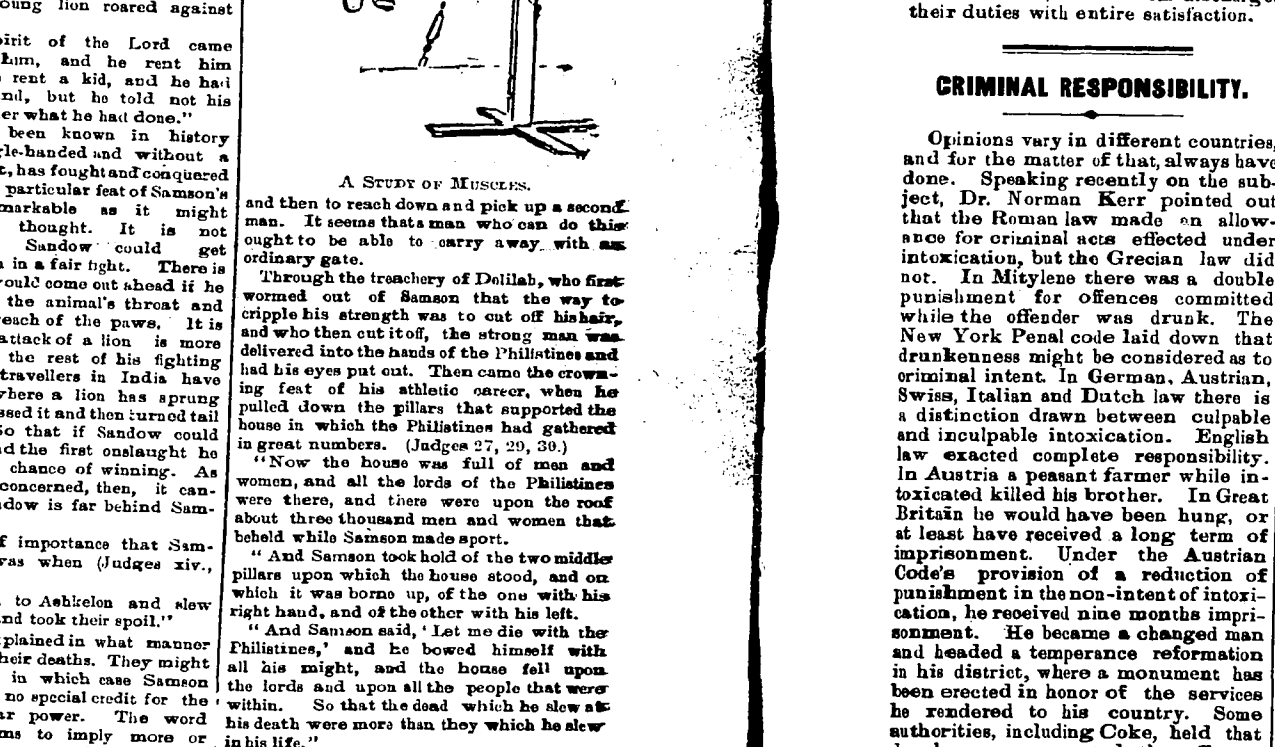 oung lion roared against
pirit of the Lord came
him, and he rent him
rent a kid, and he had
nd, but he told not his
er what he had done."
been known in history
gle-handed and without a
t, has fought and conquered
particular feat of Samson's
markable as it might
thought. It is not
Sandow could get
in a fair fight. There is
ould come out ahead if he
the animal's throat and
reach of the paws. It is
attack of a lion is more
the rest of his fighting
travellers in India have
where a lion has sprung
ssed it and then turned tail
So that if Sandow could
nd the first onslaught he
chance of winning. As
concerned, then, it can-
ndow is far behind Sam-
f importance that Sam-
was when (Judges xiv.,
to Ashkelon and slew
and took their spoil."
plained in what manner
heir deaths. They might
in which case Samson
no special credit for the
ar power. The word
ms to imply more or
A STUDY OF MUSCLES.
and then to reach down and pick up a second
man. It seems that a man who can do this
ought to be able to carry away with an
ordinary gate.
Through the treachery of Delilah, who first
wormed out of Samson that the way to
cripple his strength was to cut off his hair,
and who then cut it off, the strong man was
delivered into the hands of the Philistines and
had his eyes put out. Then came the crown-
ing feat of his athletic career, when he
pulled down the pillars that supported the
house in which the Philistines had gathered
in great numbers. (Judges 27, 29, 30.)
"Now the house was full of men and
women, and all the lords of the Philistines
were there, and there were upon the roof
about three thousand men and women that
beheld while Samson made sport.
" And Samson took hold of the two middle
pillars upon which the house stood, and on
which it was borne up, of the one with his
right hand, and of the other with his left.
" And Samson said, ' Let me die with the
Philistines,' and he bowed himself with
all his might, and the house fell upon
the lords and upon all the people that were
within. So that the dead which he slew at
his death were more than they which he slew
in his life."
their duties with entire satisfaction.
CRIMINAL RESPONSIBILITY.
Opinions vary in different countries,
and for the matter of that, always have
done. Speaking recently on the sub-
ject, Dr. Norman Kerr pointed out
that the Roman law made an allow-
ance for criminal acts effected under
intoxication, but the Grecian law did
not. In Mitylene there was a double
punishment for offences committed
while the offender was drunk. The
New York Penal code laid down that
drunkenness might be considered as to
criminal intent. In German, Austrian,
Swiss, Italian and Dutch law there is
a distinction drawn between culpable
and inculpable intoxication. English
law exacted complete responsibility.
In Austria a peasant farmer while in-
toxicated killed his brother. In Great
Britain he would have been hung, or
at least have received a long term of
imprisonment. Under the Austrian
Code's provision of a reduction of
punishment in the non-intent of intoxi-
cation, he received nine months impri-
sonment. He became a changed man
and headed a temperance reformation
in his district, where a monument has
been erected in honor of the services
he rendered to his country. Some
authorities, including Coke, held that